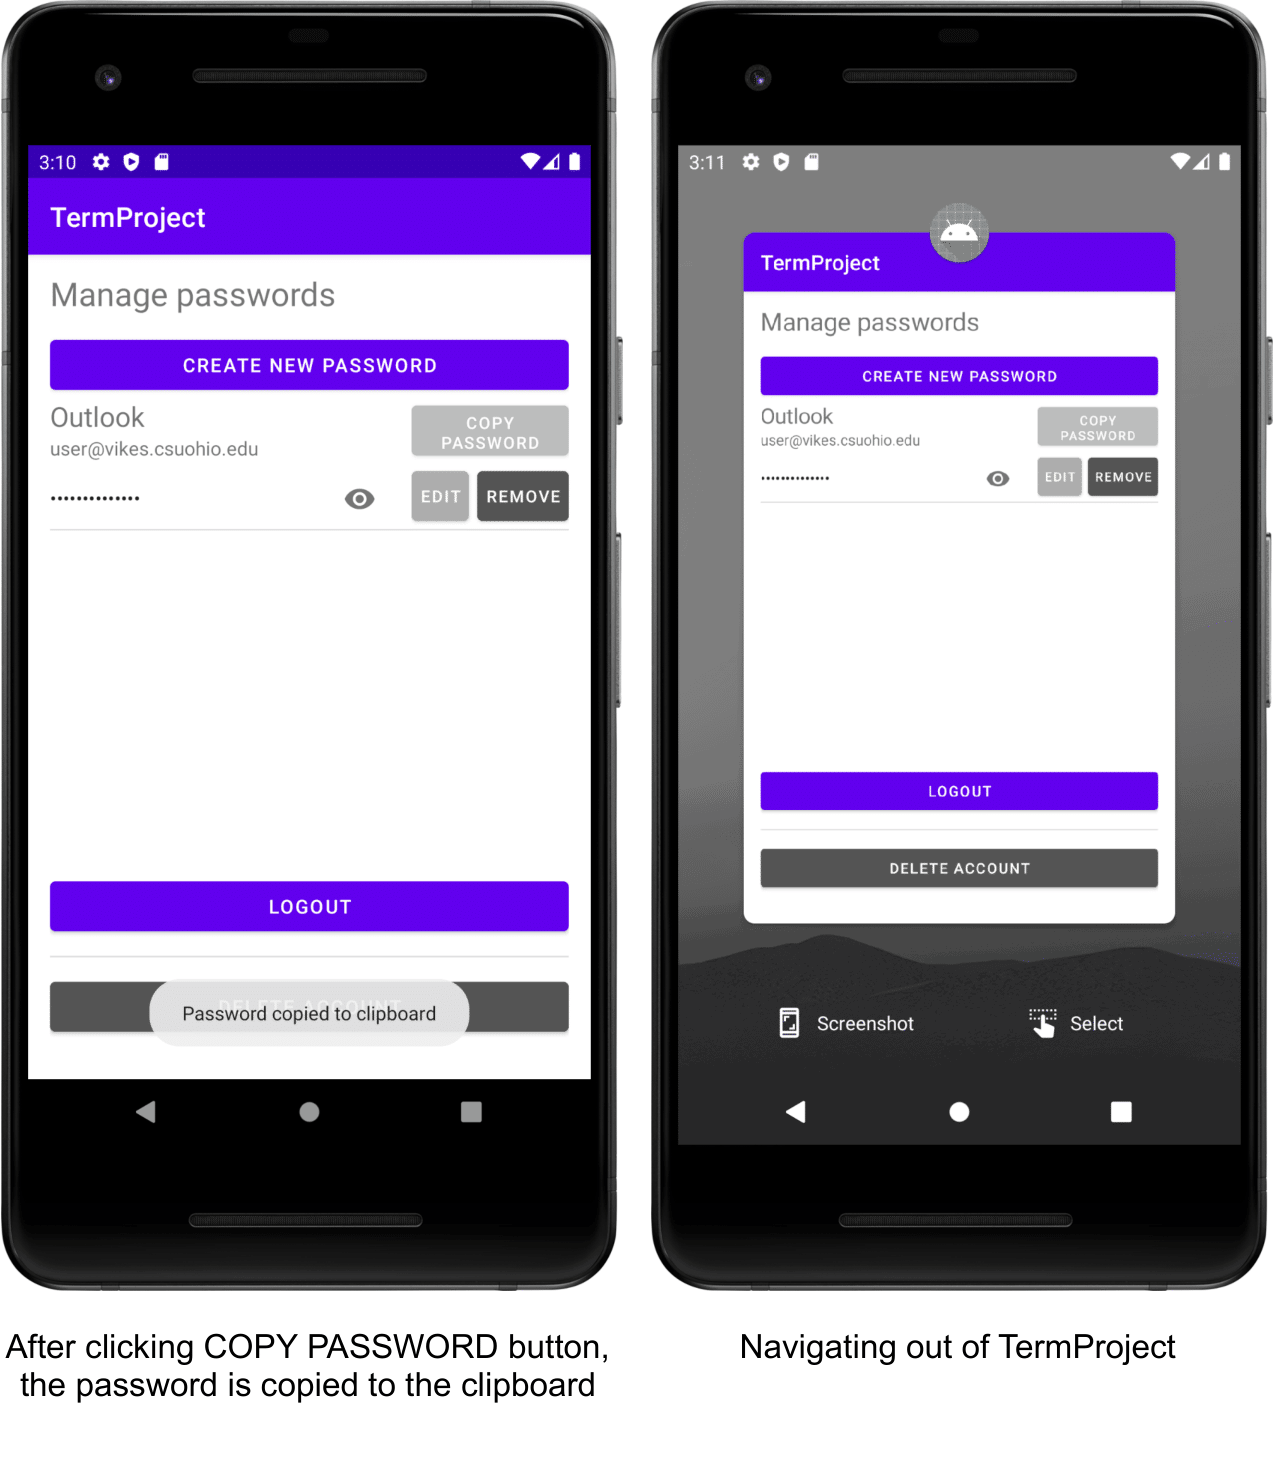 3:10
TermProject
Manage passwords
CREATE NEW PASSWORD
Outlook
user@vikes.csuohio.edu
COPY
PASSWORD
EDIT
REMOVE
LOGOUT
DELETE ACCOUNT
Password copied to clipboard
After clicking COPY PASSWORD button,
the password is copied to the clipboard
3:11
TermProject
Manage passwords
CREATE NEW PASSWORD
Outlook
user@vikes.csuohio.edu
COPY
PASSWORD
EDIT
REMOVE
LOGOUT
DELETE ACCOUNT
Screenshot
Select
Navigating out of TermProject